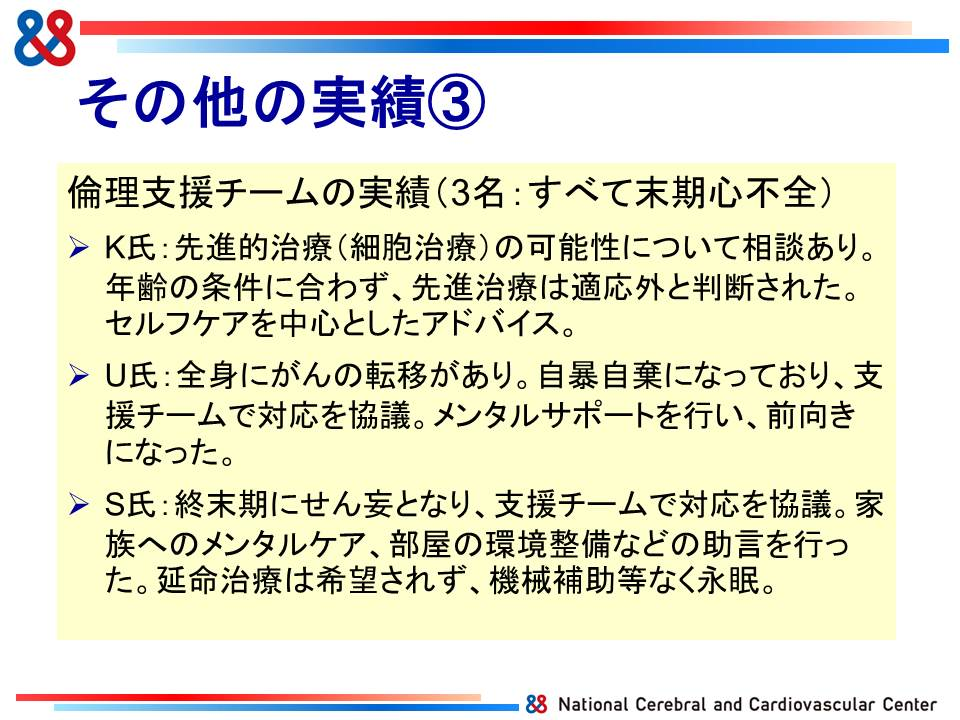 その他の実績③
倫理支援チームの実績（3名：すべて末期心不全）
➢ K氏：先進的治療（細胞治療）の可能性について相談あり。
年齢の条件に合わず、先進治療は適応外と判断された。
セルフケアを中心としたアドバイス。
➢ U氏：全身にがんの転移があり。自暴自棄になっており、支
援チームで対応を協議。メンタルサポートを行い、前向き
になった。
➢ S氏：終末期にせん妄となり、支援チームで対応を協議。家
族へのメンタルケア、部屋の環境整備などの助言を行っ
た。延命治療は希望されず、機械補助等なく永眠。
National Cerebral and Cardiovascular Center